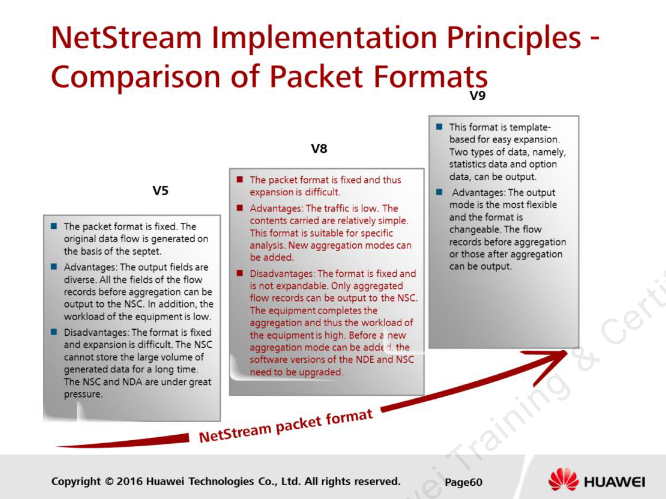 NetStream Implementation Principles -
Comparison of Packet Formats
V9
This format is template-
based for easy expansion.
Two types of data, namely,
statistics data and option
data, can be output.
Advantages: The output
mode is the most flexible
and the format is
changeable. The flow
records before aggregation
or those after aggregation
can be output.
V8
The packet format is fixed and thus
expansion is difficult.
Advantages: The traffic is low. The
contents carried are relatively simple.
This format is suitable for specific
analysis. New aggregation modes can
be added.
Disadvantages: The format is fixed and
is not expandable. Only aggregated
flow records can be output to the NSC.
The equipment completes the
aggregation and thus the workload of
the equipment is high. Before a new
aggregation mode can be added, the
software versions of the NDE and NSC
need to be upgraded.
V5
The packet format is fixed. The
original data flow is generated on
the basis of the septet.
Advantages: The output fields are
diverse. All the fields of the flow
records before aggregation can be
output to the NSC. In addition, the
workload of the equipment is low.
Disadvantages: The format is fixed
and expansion is difficult. The NSC
cannot store the large volume of
generated data for a long time.
The NSC and NDA are under great
pressure.
NetStream packet format
ei Training & Certi
Copyright © 2016 Huawei Technologies Co., Ltd. All rights reserved.
Page60
HUAWEI